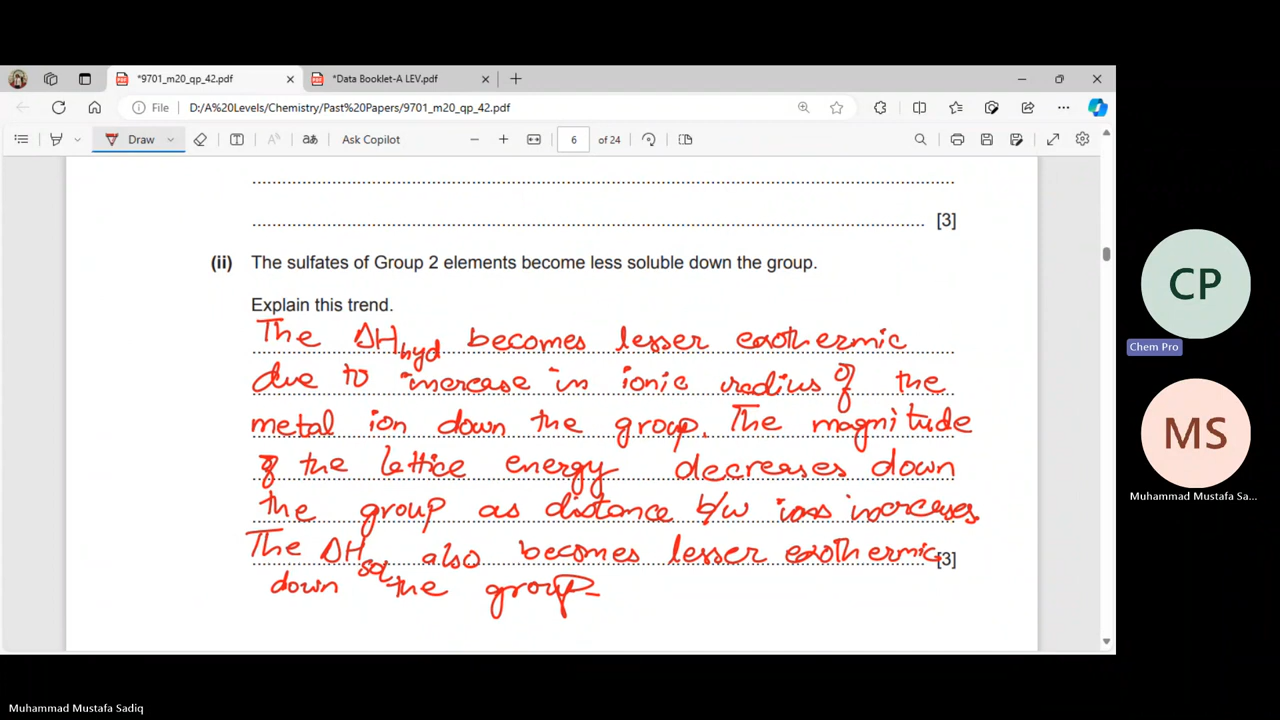 *9701_m20_qp_42.pdf
*Data Booklet-A LEV.pdf
File
D:/A%20Levels/Chemistry/Past%20Papers/9701_m20_qp_42.pdf
Draw
aあ
Ask Copilot
6 of 24
[3]
(ii) The sulfates of Group 2 elements become less soluble down the group.
Explain this trend.
The ΔHhyd becomes lesser exothermic
due to increase in ionic radius of the
metal ion down the group. The magnitude
of the lattice energy decreases down
the group as distance b/w ions increases.
The ΔHsol also becomes lesser exothermic
[3]
down the group-
CP
Chem Pro
MS
Muhammad Mustafa Sa...
Muhammad Mustafa Sadiq